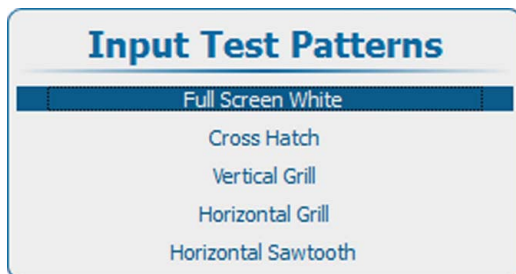 Input Test Patterns
Full Screen White
Cross Hatch
Vertical Grill
Horizontal Grill
Horizontal Sawtooth